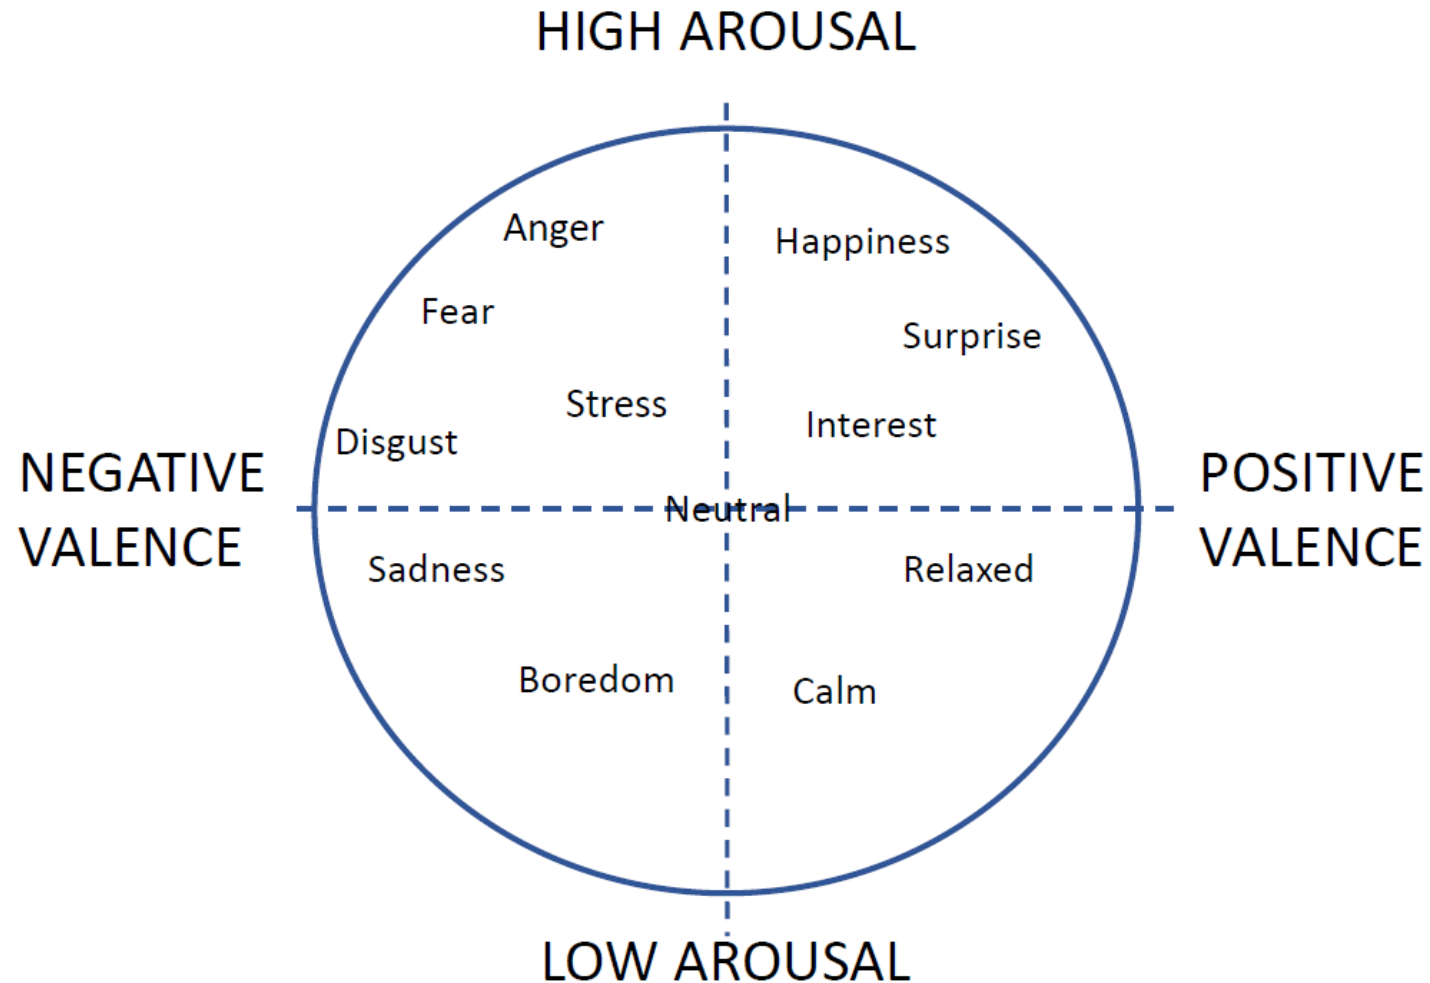 HIGH AROUSAL
Anger
Happiness
Fear
Surprise
Stress
Interest
Disgust
NEGATIVE
VALENCE
POSITIVE
VALENCE
Neutral
Sadness
Relaxed
Boredom
Calm
LOW AROUSAL